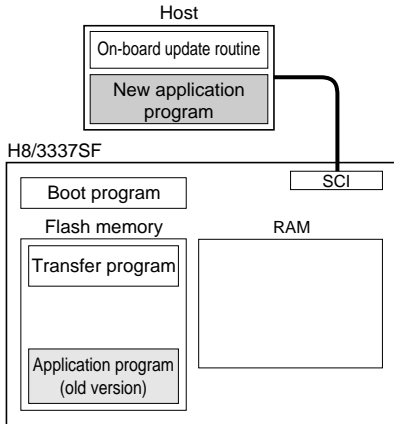 Host
On-board update routine
New application
program
H8/3337SF
SCI
Boot program
Flash memory
RAM
Transfer program
Application program
(old version)